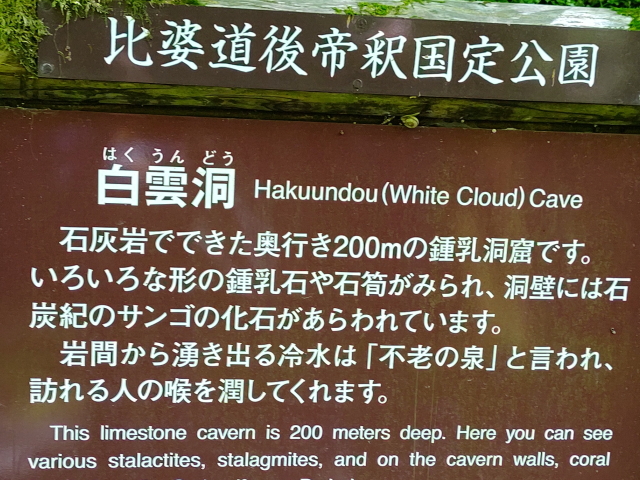 比婆道後帝釈国定公園
はく うん どう
白雲洞 Hakuundou(White Cloud)Cave
石灰岩でできた奥行き200mの鍾乳洞窟です。
いろいろな形の鍾乳石や石筍がみられ、洞壁には石
炭紀のサンゴの化石があらわれています。
岩間から湧き出る冷水は「不老の泉」と言われ、
訪れる人の喉を潤してくれます。
This limestone cavern is 200 meters deep. Here you can see
various stalactites, stalagmites, and on the cavern walls, coral